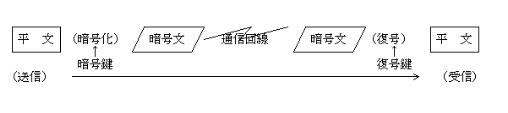 平　文 (暗号化) 暗号文 通信回線 暗号文 (復号) 平　文
暗号鍵 復号鍵
(送信) (受信)